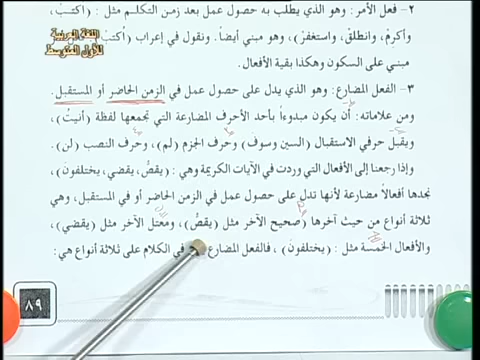 ٢- فعل الأمر: وهو الذي يطلب به حصول عمل بعد زمن التكلم مثل: (اكتبْ،
وأكرمْ، وانطلقْ، واستغفرْ)، وهو مبني أيضاً. ونقول في إعراب (أكتبْ
مبني على السكون وهكذا بقية الأفعال.
اللغة العربية
للأول المتوسط
٣- الفعل المضارع: وهو الذي يدل على حصول عمل في الزمن الحاضر أو المستقبل.
ومن علاماته: أن يكون مبدوءاً بأحد الأحرف المضارعة التي تجمعها لفظة (أنيتُ)،
ويقبل حرفي الاستقبال (السين وسوف) وحرف الجزم (لم)، وحرف النصب (لن).
وإذا رجعنا إلى الأفعال التي وردت في الآيات الكريمة وهي: (يقصُّ، يقضي، يختلفون)،
نجدها أفعالاً مضارعة لأنها تدل على حصول عمل في الزمن الحاضر أو في المستقبل، وهي
ثلاثة أنواع من حيث آخرها (صحيح الآخر مثل (يقصُّ)، ومعتل الآخر مثل (يقضي)،
والأفعال الخمسة مثل: (يختلفون)، فالفعل المضارع في الكلام على ثلاثة أنواع هي:
٨٩